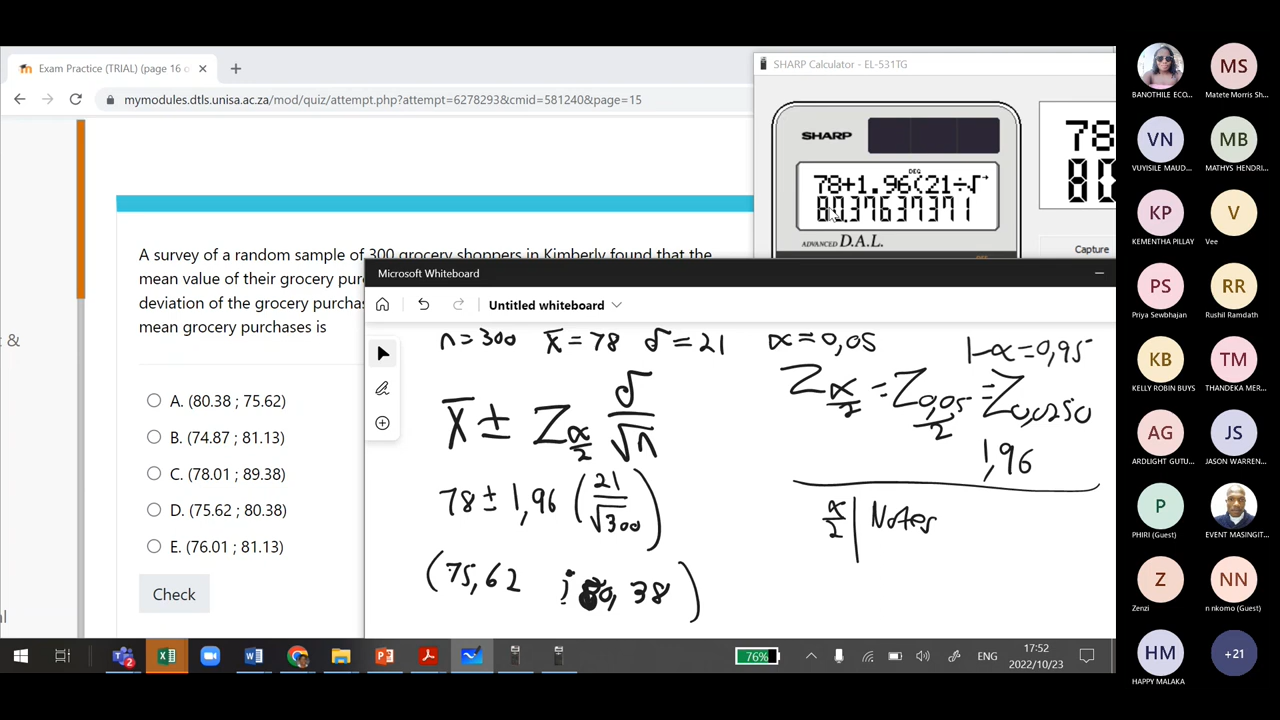 Exam Practice (TRIAL) (page 16 o
mymodules.dtls.unisa.ac.za/mod/quiz/attempt.php?attempt=6278293&cmid=581240&page=15
SHARP Calculator - EL-531TG
SHARP
DEG
78+1.96(21÷√→
80.37637371
ADVANCED D.A.L.
78
80
Capture
A survey of a random sample of 300 grocery shoppers in Kimberly found that the
mean value of their grocery pur
deviation of the grocery purchas
mean grocery purchases is
A. (80.38 ; 75.62)
B. (74.87 ; 81.13)
C. (78.01 ; 89.38)
D. (75.62 ; 80.38)
E. (76.01 ; 81.13)
Check
&
al
Microsoft Whiteboard
Untitled whiteboard
n=300 x̄=78 σ=21 α=0,05 1-α=0,95
x̄ ± Zα/2 σ/√n
Zα/2 = Z0,05/2 = Z0,0250
1,96
78 ± 1,96 (21/√300)
α/2 | Notes
(75,62 ; 80,38)
BANOTHILE ECO...
MS
Matete Morris Sh...
VN
VUYISILE MAUD...
MB
MATHYS HENDRI...
KP
KEMENTHA PILLAY
V
Vee
PS
Priya Sewbhajan
RR
Rushil Ramdath
KB
KELLY ROBIN BUYS
TM
THANDEKA MER...
AG
ARDLIGHT GUTU...
JS
JASON WARREN...
P
PHIRI (Guest)
EVENT MASINGIT...
Z
Zenzi
NN
n nkomo (Guest)
HM
HAPPY MALAKA
+21
76%
ENG
17:52
2022/10/23